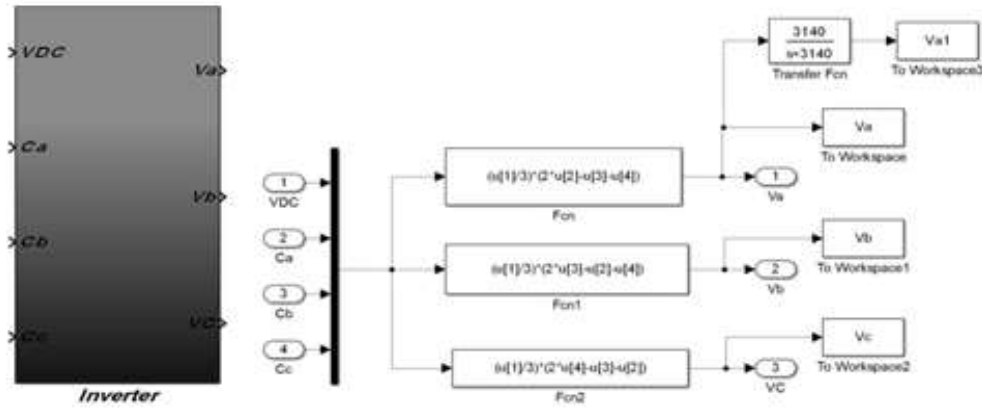 VDC
Ca
Cb
Cc
Va
Vb
VC
Inverter
1
VDC
2
Ca
3
Cb
4
Cc
(u[1]/3)*(2*u[2]-u[3]-u[4])
Fcn
(u[1]/3)*(2*u[3]-u[2]-u[4])
Fcn1
(u[1]/3)*(2*u[4]-u[3]-u[2])
Fcn2
3140
s+3140
Transfer Fcn
Va1
To Workspace3
Va
To Workspace
1
Va
Vb
To Workspace1
2
Vb
Vc
To Workspace2
3
VC